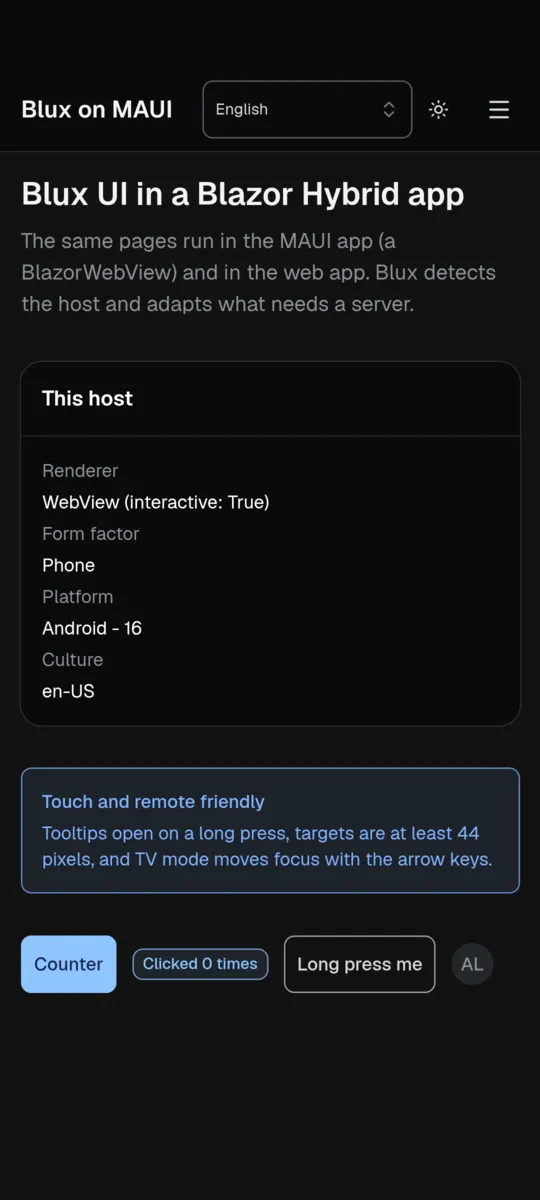 Blux on MAUI
English
Blux UI in a Blazor Hybrid app
The same pages run in the MAUI app (a
BlazorWebView) and in the web app. Blux detects
the host and adapts what needs a server.
This host
Renderer
WebView (interactive: True)
Form factor
Phone
Platform
Android - 16
Culture
en-US
Touch and remote friendly
Tooltips open on a long press, targets are at least 44
pixels, and TV mode moves focus with the arrow keys.
Counter
Clicked 0 times
Long press me
AL